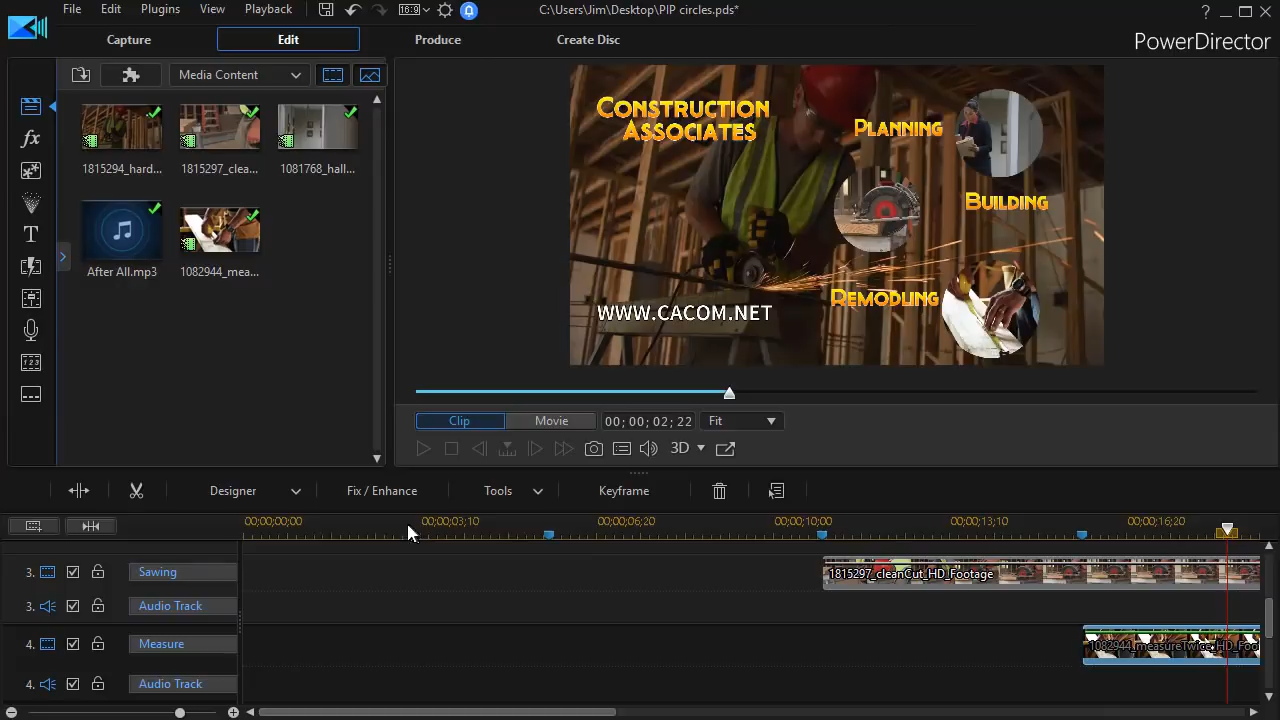 File Edit Plugins View Playback 16:9 C:\Users\Jim\Desktop\PIP circles.pds* ?
Capture Edit Produce Create Disc PowerDirector
Media Content
1815294_hard... 1815297_clea... 1081768_hall...
After All.mp3 1082944_mea...
Construction
Associates
Planning
Building
Remodling
WWW.CACOM.NET
Clip Movie 00; 00; 02; 22 Fit
3D
Designer Fix / Enhance Tools Keyframe
00;00;00;00 00;00;03;10 00;00;06;20 00;00;10;00 00;00;13;10 00;00;16;20
3. Sawing 1815297_cleanCut_HD_Footage
3. Audio Track
4. Measure 1082944_measureTwice_HD_Foo
4. Audio Track